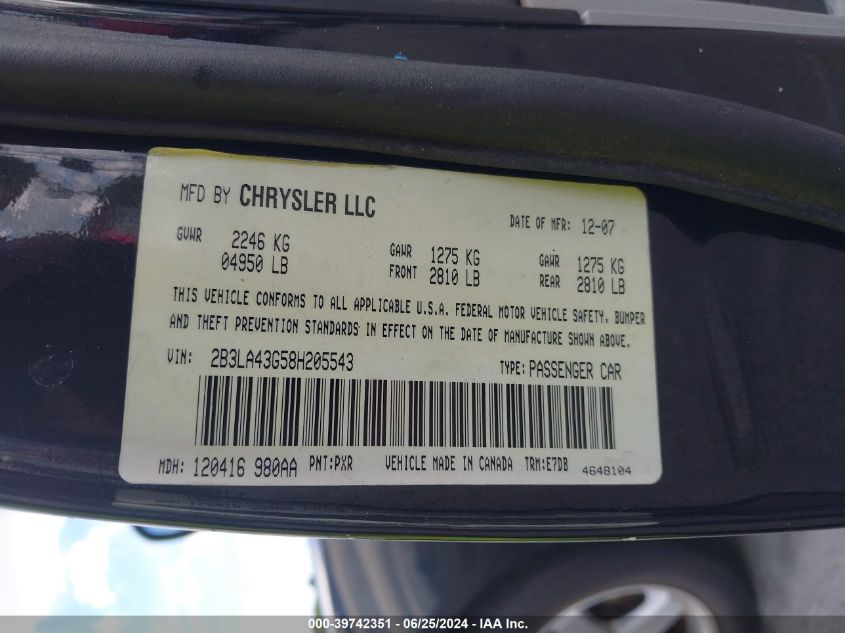 MFD BY CHRYSLER LLC
DATE OF MFR: 12-07
GVWR 2246 KG GAWR 1275 KG GAWR 1275 KG
04950 LB FRONT 2810 LB REAR 2810 LB
THIS VEHICLE CONFORMS TO ALL APPLICABLE U.S.A. FEDERAL MOTOR VEHICLE SAFETY, BUMPER
AND THEFT PREVENTION STANDARDS IN EFFECT ON THE DATE OF MANUFACTURE SHOWN ABOVE.
VIN: 2B3LA43G58H205543 TYPE: PASSENGER CAR
MDH: 120416 980AA PNT:PXR VEHICLE MADE IN CANADA TRM:E7DB 4648104
000-39742351 - 06/25/2024 - IAA Inc.